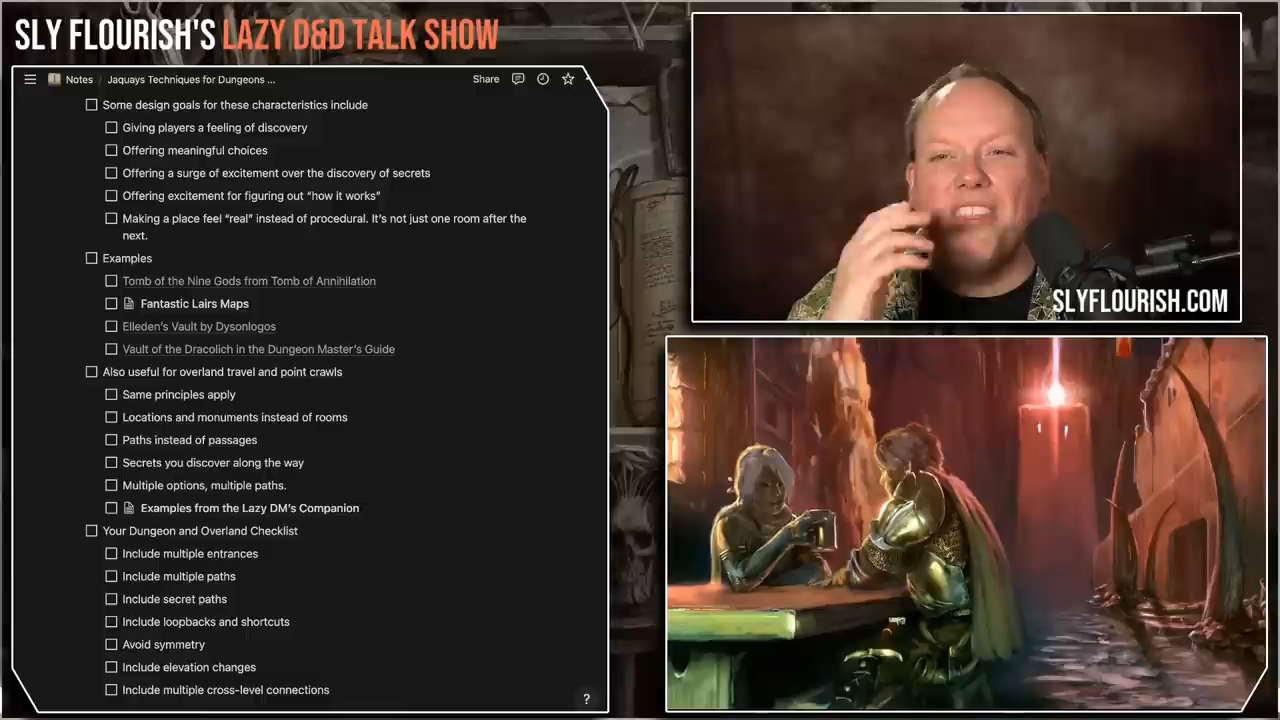 SLY FLOURISH'S LAZY D&D TALK SHOW
Notes / Jaquays Techniques for Dungeons ...
Share
Some design goals for these characteristics include
Giving players a feeling of discovery
Offering meaningful choices
Offering a surge of excitement over the discovery of secrets
Offering excitement for figuring out “how it works”
Making a place feel “real” instead of procedural. It’s not just one room after the
next.
Examples
Tomb of the Nine Gods from Tomb of Annihilation
Fantastic Lairs Maps
Elleden’s Vault by Dysonlogos
Vault of the Dracolich in the Dungeon Master’s Guide
Also useful for overland travel and point crawls
Same principles apply
Locations and monuments instead of rooms
Paths instead of passages
Secrets you discover along the way
Multiple options, multiple paths.
Examples from the Lazy DM’s Companion
Your Dungeon and Overland Checklist
Include multiple entrances
Include multiple paths
Include secret paths
Include loopbacks and shortcuts
Avoid symmetry
Include elevation changes
Include multiple cross-level connections
?
SLYFLOURISH.COM